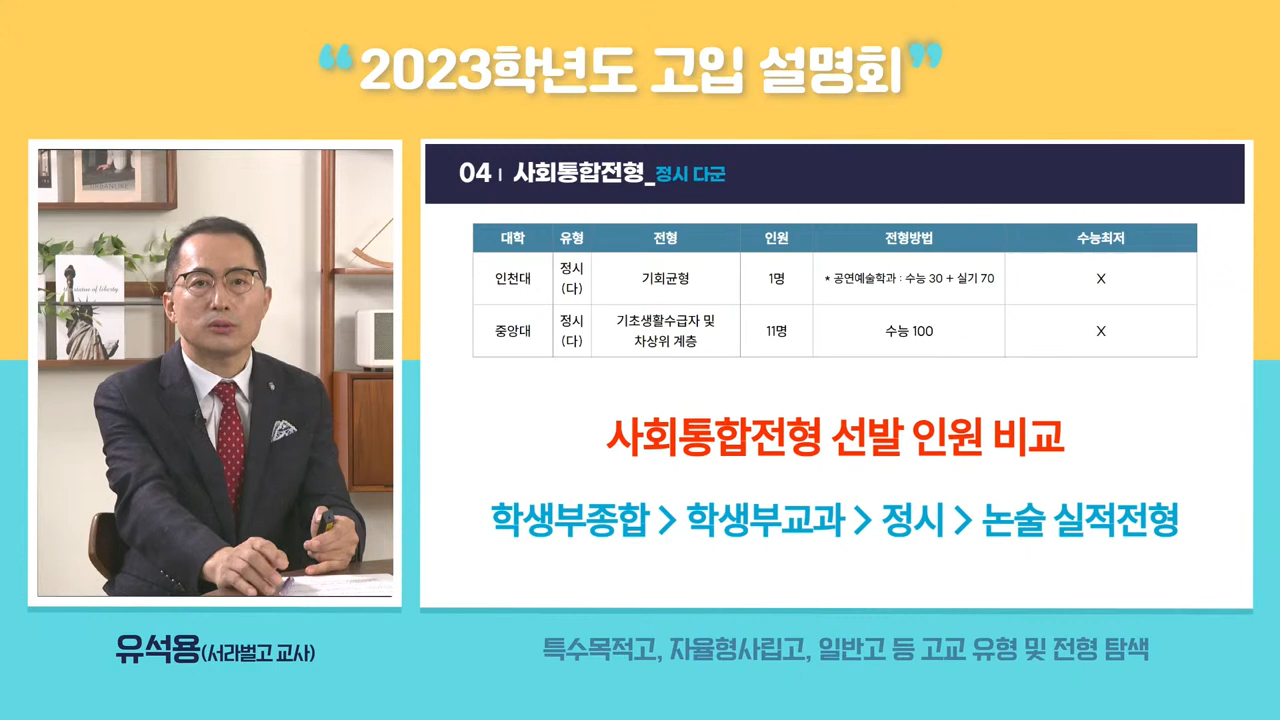 “2023학년도 고입 설명회”
URBANLIKE
the statue of liberty
04 | 사회통합전형_정시 다군
대학 유형 전형 인원 전형방법 수능최저
인천대 정시 (다) 기회균형 1명 * 공연예술학과 : 수능 30 + 실기 70 X
중앙대 정시 (다) 기초생활수급자 및 차상위 계층 11명 수능 100 X
사회통합전형 선발 인원 비교
학생부종합 > 학생부교과 > 정시 > 논술 실적전형
유석용(서라벌고 교사)
특수목적고, 자율형사립고, 일반고 등 고교 유형 및 전형 탐색